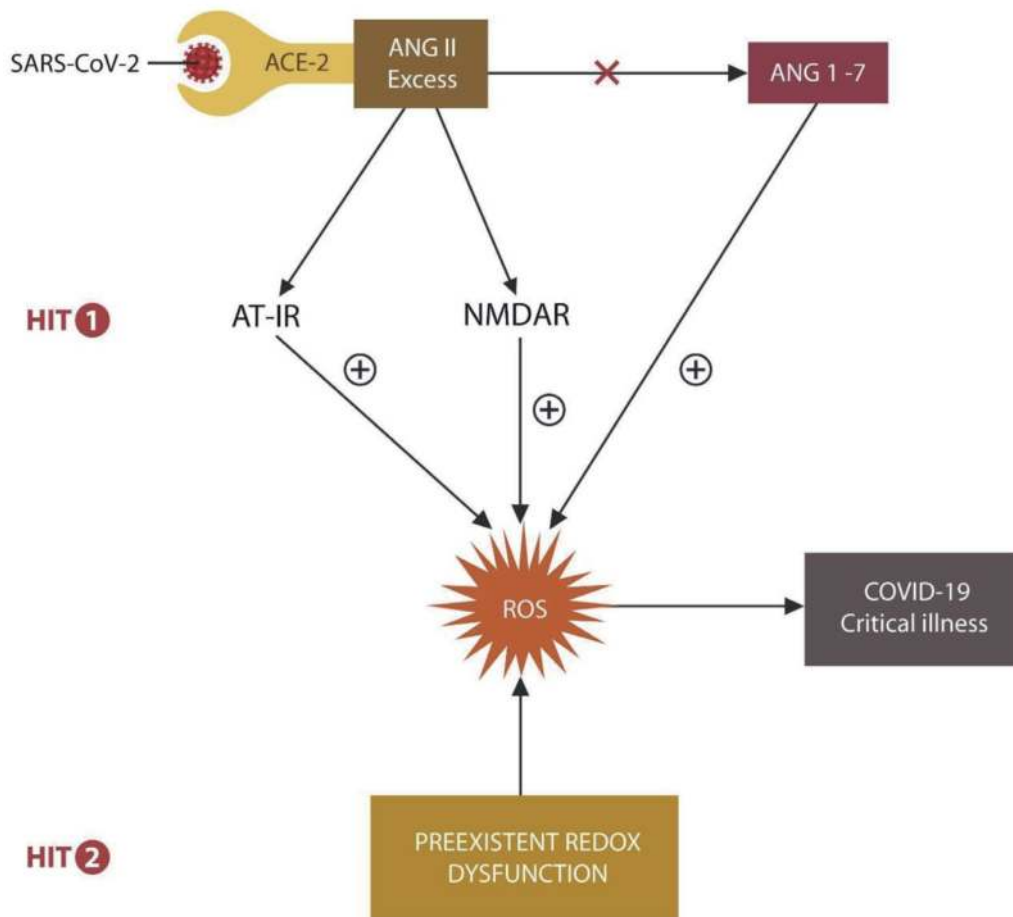 SARS-CoV-2
ACE-2
ANG II
Excess
ANG 1 -7
HIT 1
AT-IR
NMDAR
ROS
COVID-19
Critical illness
HIT 2
PREEXISTENT REDOX
DYSFUNCTION